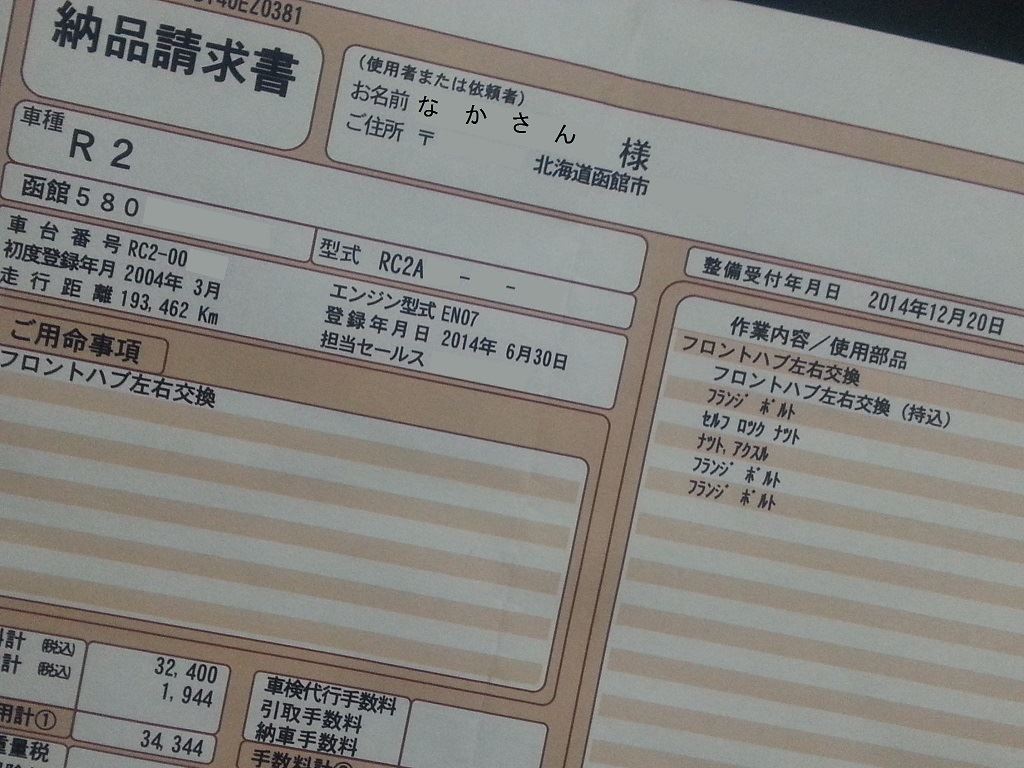 納品請求書
(使用者または依頼者)
お名前 なかさん 様
ご住所 〒
北海道函館市
車種
R2
函館580
型式 RC2A - -
車台番号 RC2-00
初度登録年月 2004年 3月
走行距離 193,462 Km
エンジン型式 EN07
登録年月日 2014年 6月30日
担当セールス
ご用命事項
フロントハブ左右交換
整備受付年月日 2014年12月20日
作業内容/使用部品
フロントハブ左右交換
フロントハブ左右交換(持込)
フランジ ボルト
セルフ ロック ナット
ナット,アクスル
フランジ ボルト
フランジ ボルト
計 (税込) 32,400
計 (税込) 1,944
用計① 34,344
重量税
車検代行手数料
引取手数料
納車手数料
手数料計